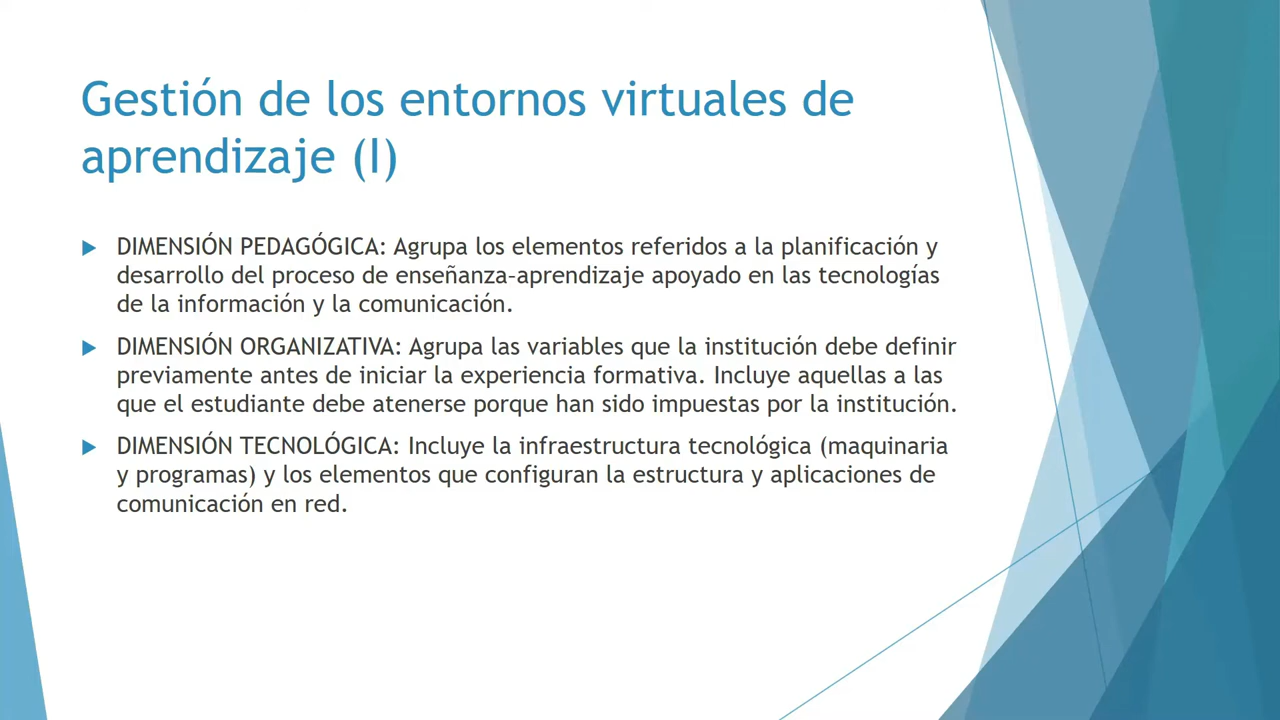 Gestión de los entornos virtuales de
aprendizaje (I)
DIMENSIÓN PEDAGÓGICA: Agrupa los elementos referidos a la planificación y
desarrollo del proceso de enseñanza-aprendizaje apoyado en las tecnologías
de la información y la comunicación.
DIMENSIÓN ORGANIZATIVA: Agrupa las variables que la institución debe definir
previamente antes de iniciar la experiencia formativa. Incluye aquellas a las
que el estudiante debe atenerse porque han sido impuestas por la institución.
DIMENSIÓN TECNOLÓGICA: Incluye la infraestructura tecnológica (maquinaria
y programas) y los elementos que configuran la estructura y aplicaciones de
comunicación en red.